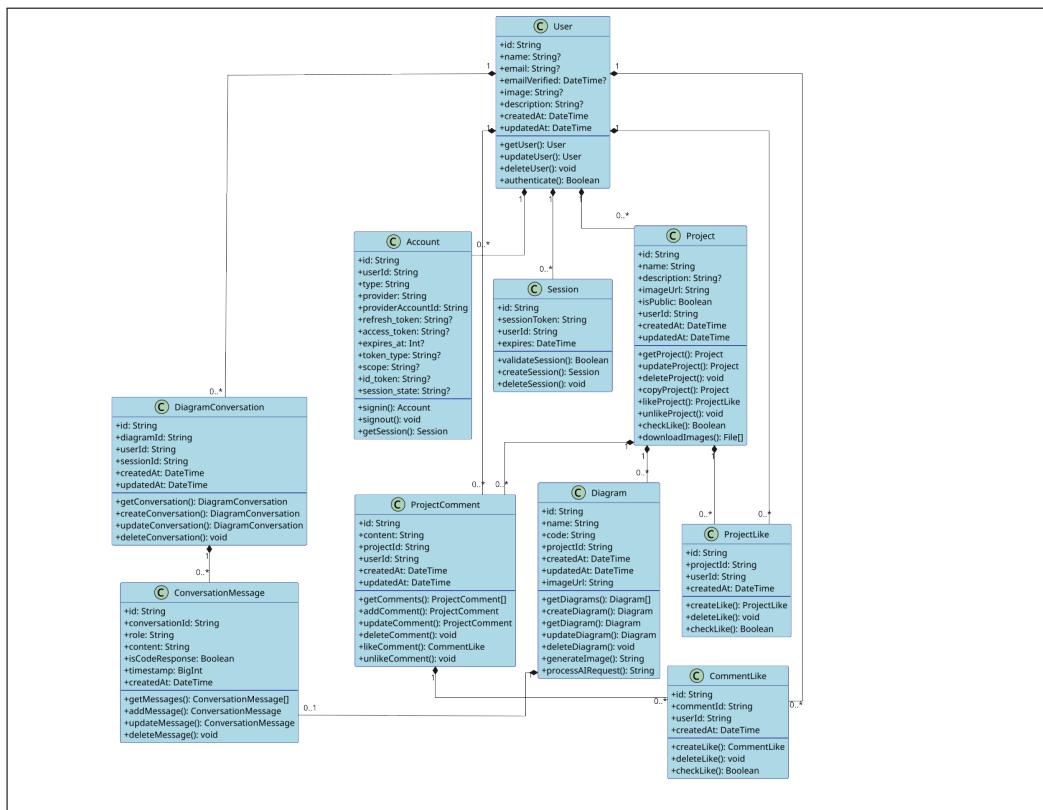 C User
+id: String
+name: String?
+email: String?
+emailVerified: DateTime?
+image: String?
+description: String?
+createdAt: DateTime
+updatedAt: DateTime
+getUser(): User
+updateUser(): User
+deleteUser(): void
+authenticate(): Boolean
1
1
1
1
1
1
1
0..*
0..*
0..*
0..*
C Account
+id: String
+userId: String
+type: String
+provider: String
+providerAccountId: String
+refresh_token: String?
+access_token: String?
+expires_at: Int?
+token_type: String?
+scope: String?
+id_token: String?
+session_state: String?
+signin(): Account
+signout(): void
+getSession(): Session
C Session
+id: String
+sessionToken: String
+userId: String
+expires: DateTime
+validateSession(): Boolean
+createSession(): Session
+deleteSession(): void
C Project
+id: String
+name: String
+description: String?
+imageUrl: String
+isPublic: Boolean
+userId: String
+createdAt: DateTime
+updatedAt: DateTime
+getProject(): Project
+updateProject(): Project
+deleteProject(): void
+copyProject(): Project
+likeProject(): ProjectLike
+unlikeProject(): void
+checkLike(): Boolean
+downloadImages(): File[]
1
1
1
C DiagramConversation
+id: String
+diagramId: String
+userId: String
+sessionId: String
+createdAt: DateTime
+updatedAt: DateTime
+getConversation(): DiagramConversation
+createConversation(): DiagramConversation
+updateConversation(): DiagramConversation
+deleteConversation(): void
1
0..*
0..*
0..*
0..*
0..*
0..*
C ProjectComment
+id: String
+content: String
+projectId: String
+userId: String
+createdAt: DateTime
+updatedAt: DateTime
+getComments(): ProjectComment[]
+addComment(): ProjectComment
+updateComment(): ProjectComment
+deleteComment(): void
+likeComment(): CommentLike
+unlikeComment(): void
1
C Diagram
+id: String
+name: String
+code: String
+projectId: String
+createdAt: DateTime
+updatedAt: DateTime
+imageUrl: String
+getDiagrams(): Diagram[]
+createDiagram(): Diagram
+getDiagram(): Diagram
+updateDiagram(): Diagram
+deleteDiagram(): void
+generateImage(): String
+processAIRequest(): String
1
C ProjectLike
+id: String
+projectId: String
+userId: String
+createdAt: DateTime
+createLike(): ProjectLike
+deleteLike(): void
+checkLike(): Boolean
C ConversationMessage
+id: String
+conversationId: String
+role: String
+content: String
+isCodeResponse: Boolean
+timestamp: BigInt
+createdAt: DateTime
+getMessages(): ConversationMessage[]
+addMessage(): ConversationMessage
+updateMessage(): ConversationMessage
+deleteMessage(): void
0..1
0..*
0..*
C CommentLike
+id: String
+commentId: String
+userId: String
+createdAt: DateTime
+createLike(): CommentLike
+deleteLike(): void
+checkLike(): Boolean